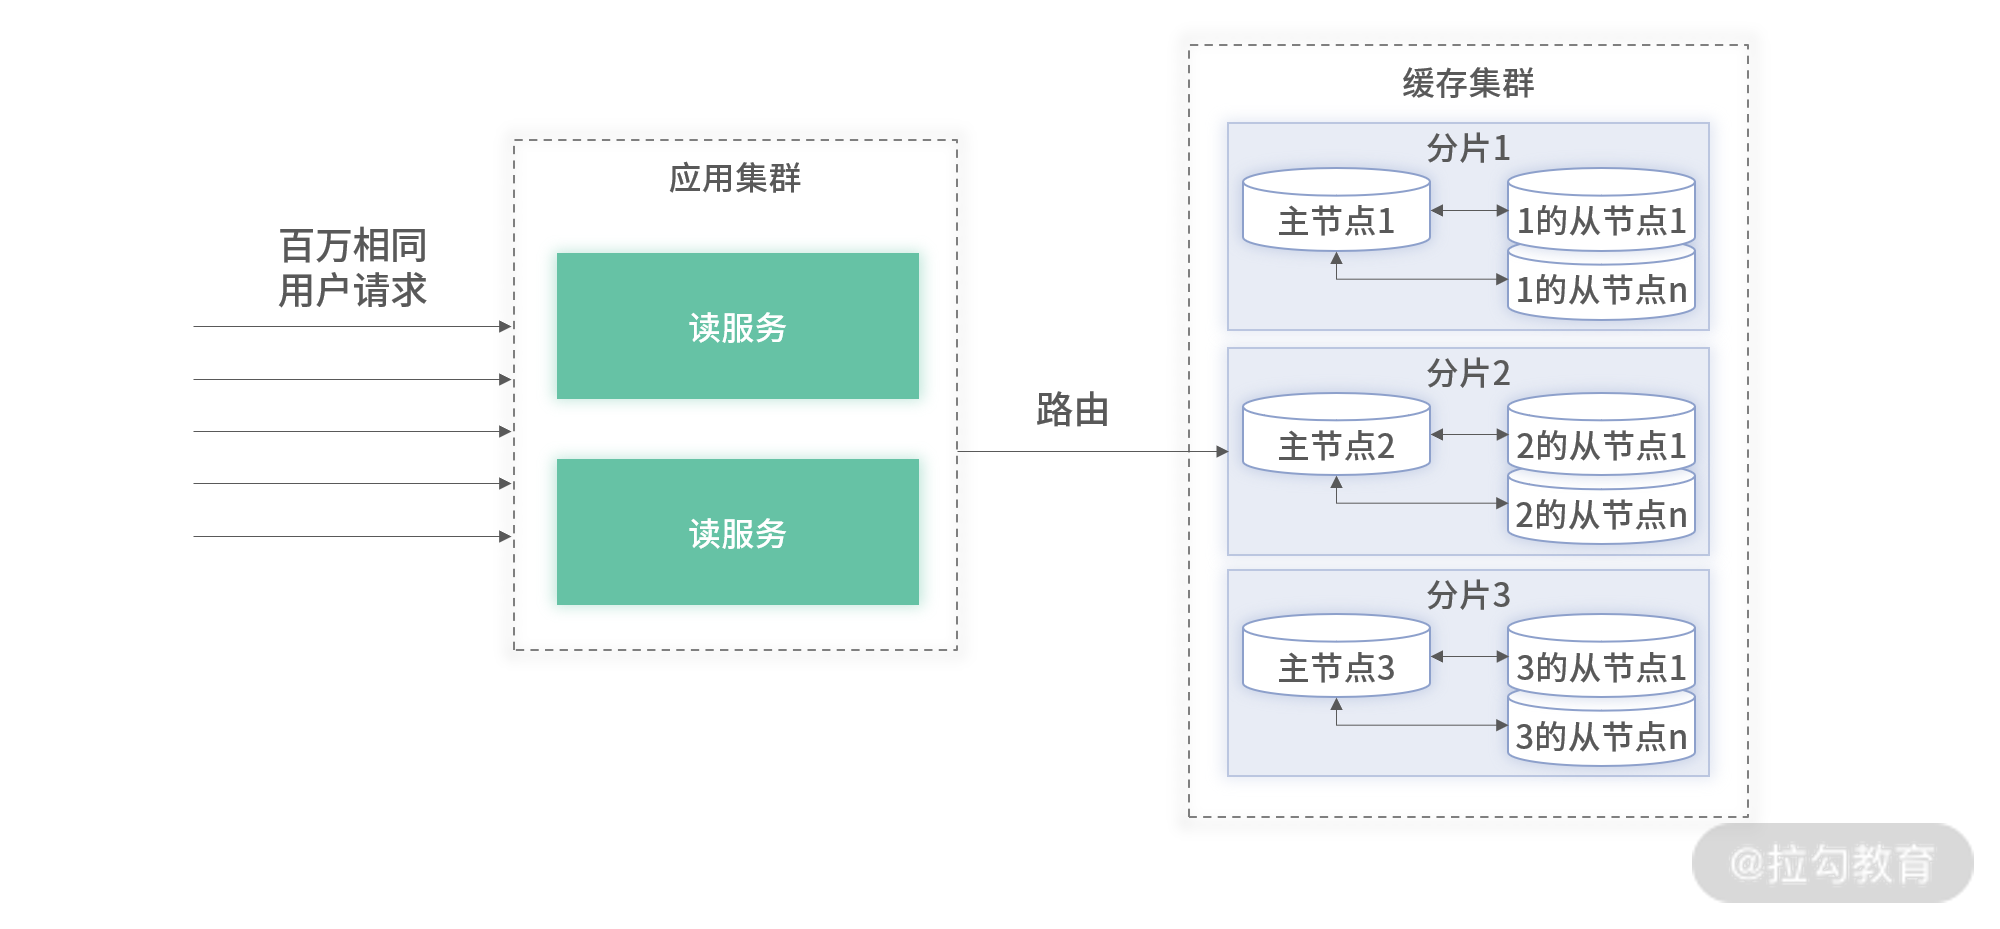 百万相同
用户请求
应用集群
读服务
读服务
路由
缓存集群
分片1
主节点1
1的从节点1
1的从节点n
分片2
主节点2
2的从节点1
2的从节点n
分片3
主节点3
3的从节点1
3的从节点n
@拉勾教育